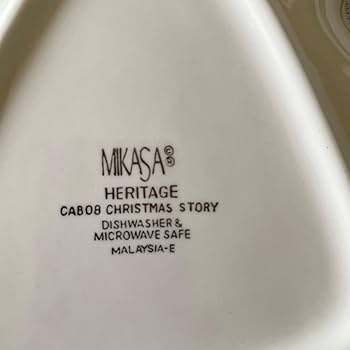 MIKASA©®
HERITAGE
CAB08 CHRISTMAS STORY
DISHWASHER &
MICROWAVE SAFE
MALAYSIA-E